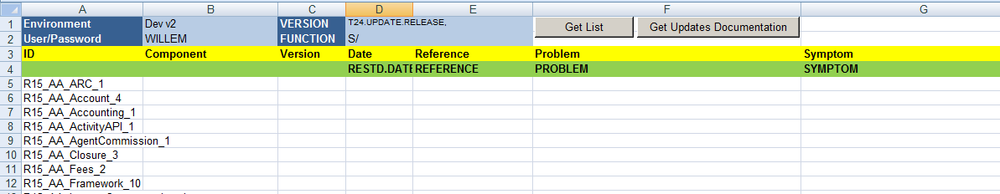 A B C D E F G
1 Environment Dev v2 VERSION T24.UPDATE.RELEASE, Get List Get Updates Documentation
2 User/Password WILLEM FUNCTION S/
3 ID Component Version Date Reference Problem Symptom
4 RESTD.DATE REFERENCE PROBLEM SYMPTOM
5 R15_AA_ARC_1
6 R15_AA_Account_4
7 R15_AA_Accounting_1
8 R15_AA_ActivityAPI_1
9 R15_AA_AgentCommission_1
10 R15_AA_Closure_3
11 R15_AA_Fees_2
12 R15_AA_Framework_10